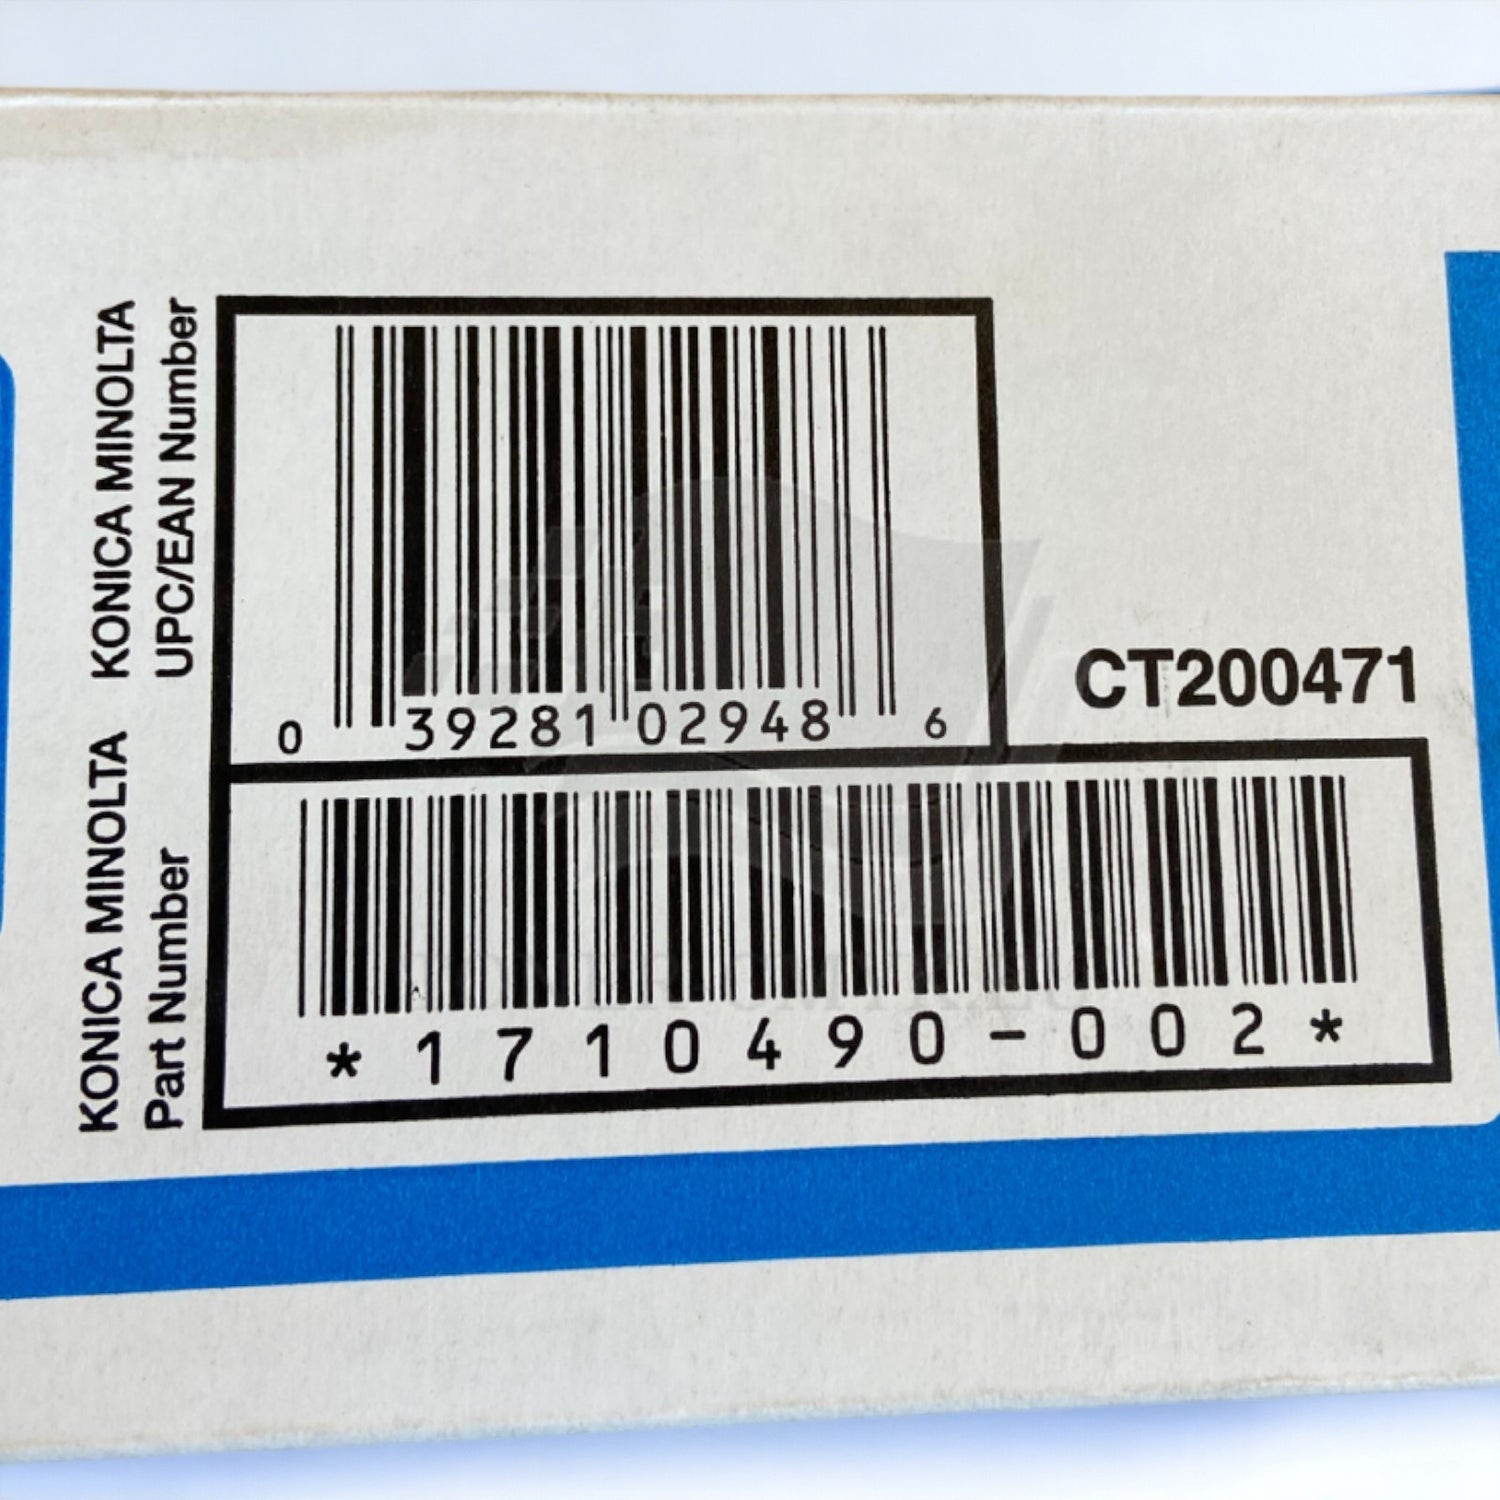 KONICA MINOLTA
UPC/EAN Number
0 39281 02948 6
CT200471
KONICA MINOLTA
Part Number
*1710490-002*